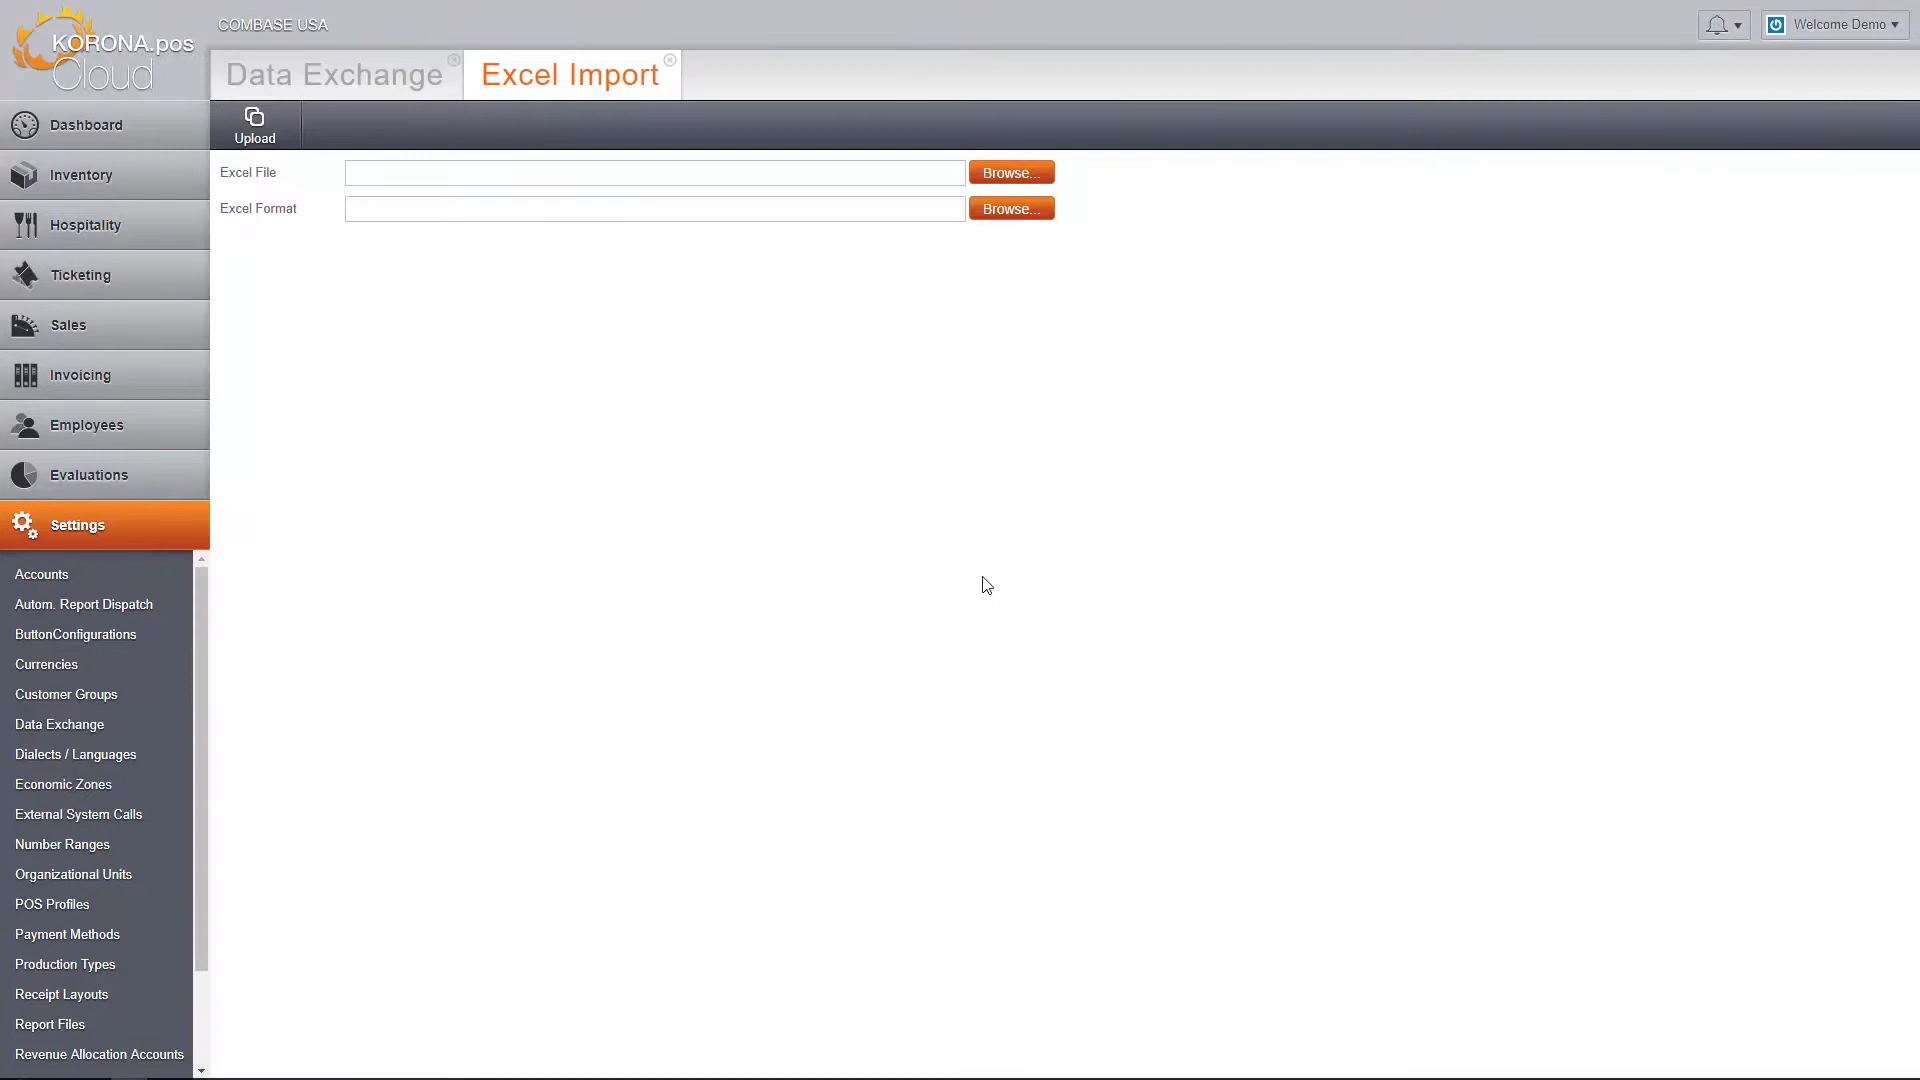 KORONA.pos
Cloud
COMBASE USA
Welcome Demo
Data Exchange
Excel Import
Upload
Excel File
Browse...
Excel Format
Browse...
Dashboard
Inventory
Hospitality
Ticketing
Sales
Invoicing
Employees
Evaluations
Settings
Accounts
Autom. Report Dispatch
ButtonConfigurations
Currencies
Customer Groups
Data Exchange
Dialects / Languages
Economic Zones
External System Calls
Number Ranges
Organizational Units
POS Profiles
Payment Methods
Production Types
Receipt Layouts
Report Files
Revenue Allocation Accounts